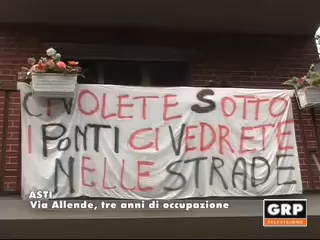 CI VOLETE SOTTO
I PONTI CI VEDRETE
NELLE STRADE
ASTI
Via Allende, tre anni di occupazione
GRP
TELEVISIONE